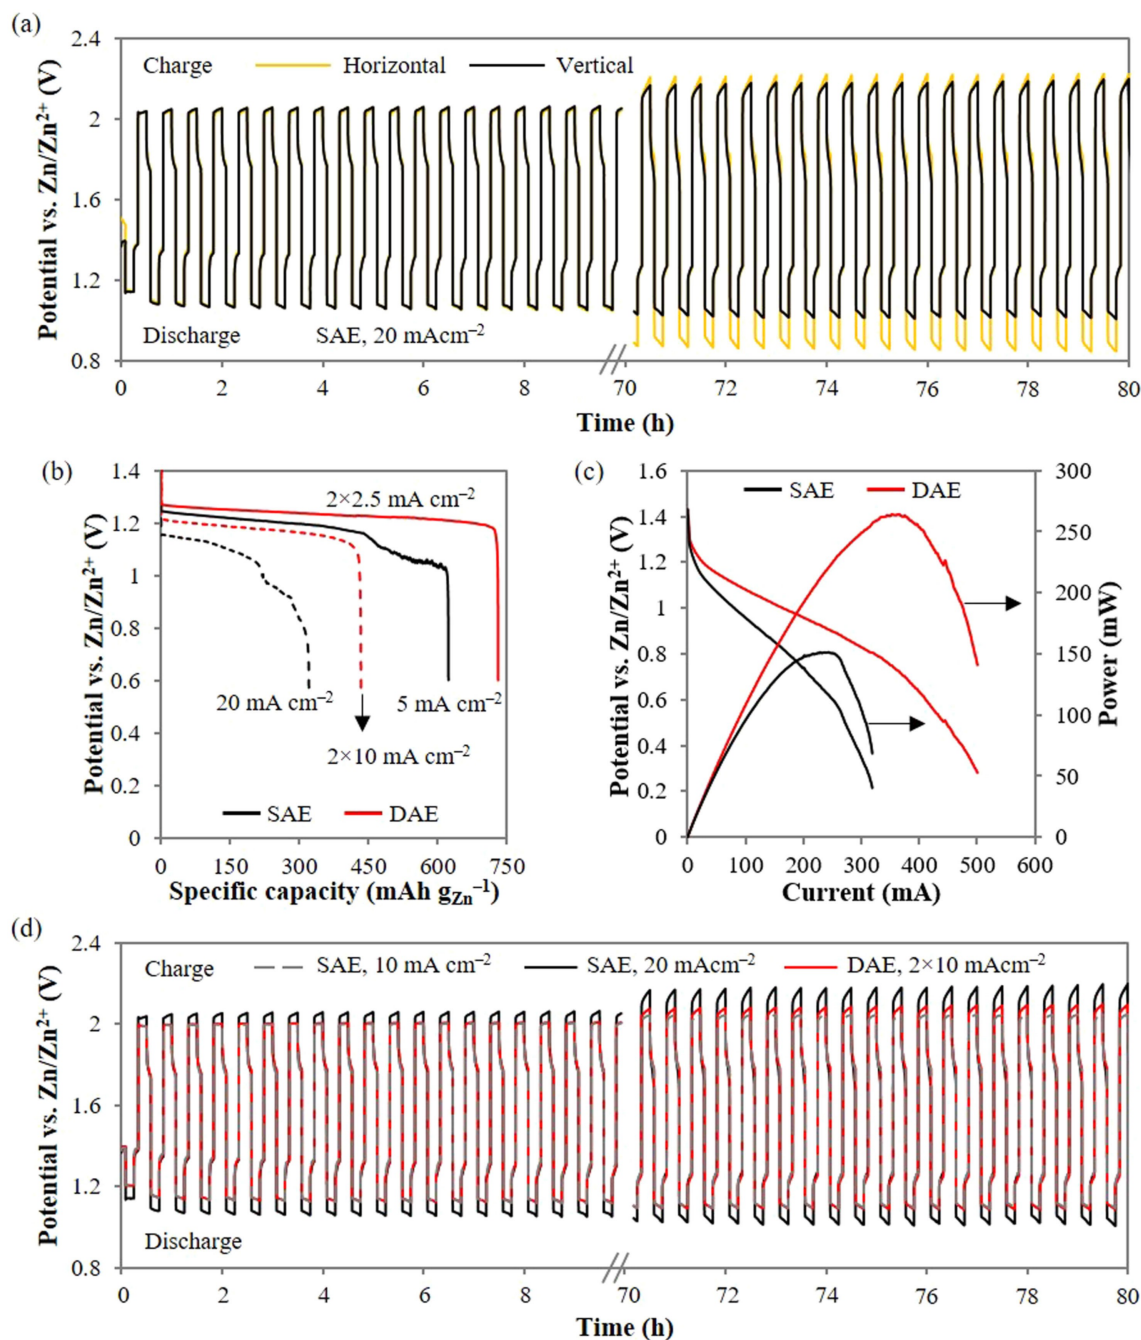 (a)
2.4
Charge Horizontal Vertical
2
1.6
1.2
0.8
Potential vs. Zn/Zn²⁺ (V)
Discharge SAE, 20 mAcm⁻²
0 2 4 6 8 70 72 74 76 78 80
Time (h)
(b)
1.4
1.2
1
0.8
0.6
0.4
0.2
0
Potential vs. Zn/Zn²⁺ (V)
2×2.5 mA cm⁻²
20 mA cm⁻²
5 mA cm⁻²
2×10 mA cm⁻²
SAE DAE
0 150 300 450 600 750
Specific capacity (mAh gZn⁻¹)
(c)
1.6
1.4
1.2
1
0.8
0.6
0.4
0.2
0
Potential vs. Zn/Zn²⁺ (V)
SAE DAE
300
250
200
150
100
50
0
Power (mW)
0 100 200 300 400 500 600
Current (mA)
(d)
2.4
Charge SAE, 10 mA cm⁻² SAE, 20 mAcm⁻² DAE, 2×10 mAcm⁻²
2
1.6
1.2
0.8
Potential vs. Zn/Zn²⁺ (V)
Discharge
0 2 4 6 8 70 72 74 76 78 80
Time (h)